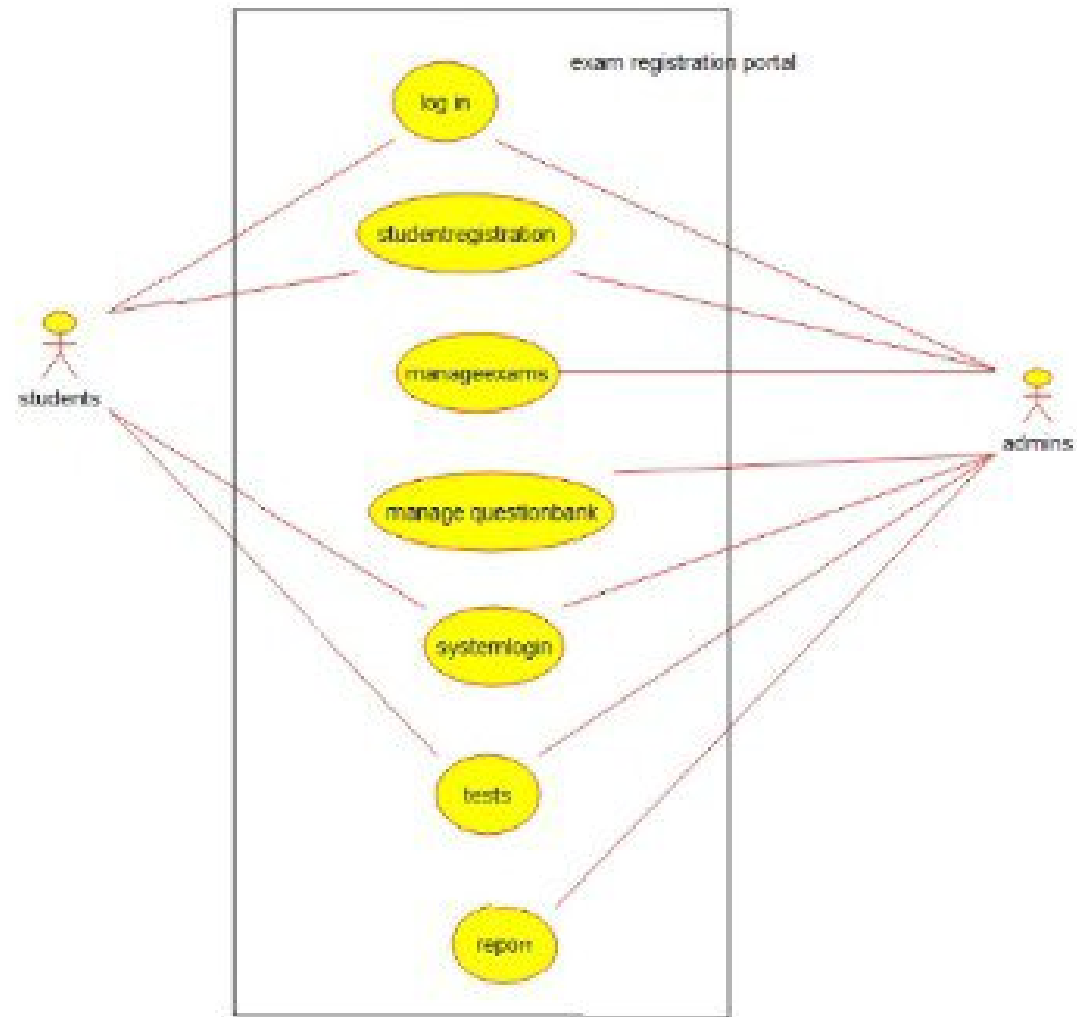 exam registration portal
log in
studentregistration
manageexams
students
admins
manage questionbank
systemlogin
tests
report